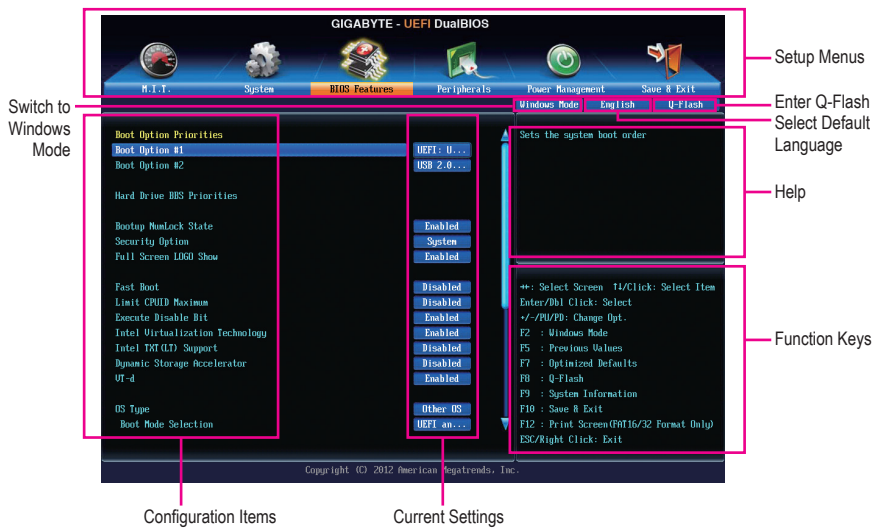 GIGABYTE - UEFI DualBIOS
M.I.T.
System
BIOS Features
Peripherals
Power Management
Save & Exit
Setup Menus
Switch to
Windows
Mode
Windows Mode
English
Q-Flash
Enter Q-Flash
Select Default
Language
Boot Option Priorities
Boot Option #1 UEFI: U...
Boot Option #2 USB 2.0...
Hard Drive BBS Priorities
Bootup NumLock State Enabled
Security Option System
Full Screen LOGO Show Enabled
Fast Boot Disabled
Limit CPUID Maximum Disabled
Execute Disable Bit Enabled
Intel Virtualization Technology Enabled
Intel TXT(LT) Support Disabled
Dynamic Storage Accelerator Disabled
VT-d Enabled
OS Type Other OS
Boot Mode Selection UEFI an...
Sets the system boot order
Help
→←: Select Screen ↑↓/Click: Select Item
Enter/Dbl Click: Select
+/-/PU/PD: Change Opt.
F2 : Windows Mode
F5 : Previous Values
F7 : Optimized Defaults
F8 : Q-Flash
F9 : System Information
F10 : Save & Exit
F12 : Print Screen(FAT16/32 Format Only)
ESC/Right Click: Exit
Function Keys
Copyright (C) 2012 American Megatrends, Inc.
Configuration Items
Current Settings